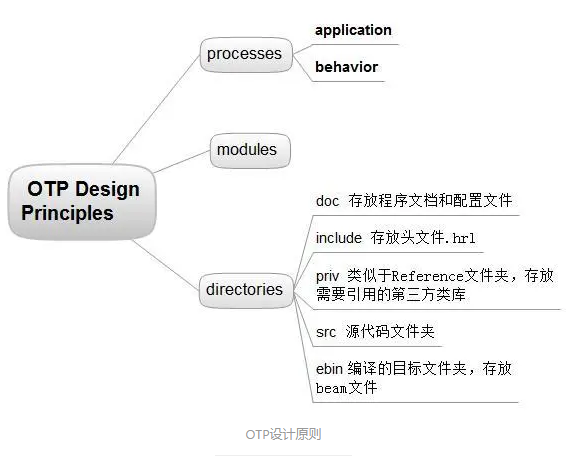 application
processes
behavior
modules
OTP Design
Principles
doc 存放程序文档和配置文件
include 存放头文件.hrl
priv 类似于Reference文件夹，存放
需要引用的第三方类库
directories
src 源代码文件夹
ebin 编译的目标文件夹，存放
beam文件
OTP设计原则